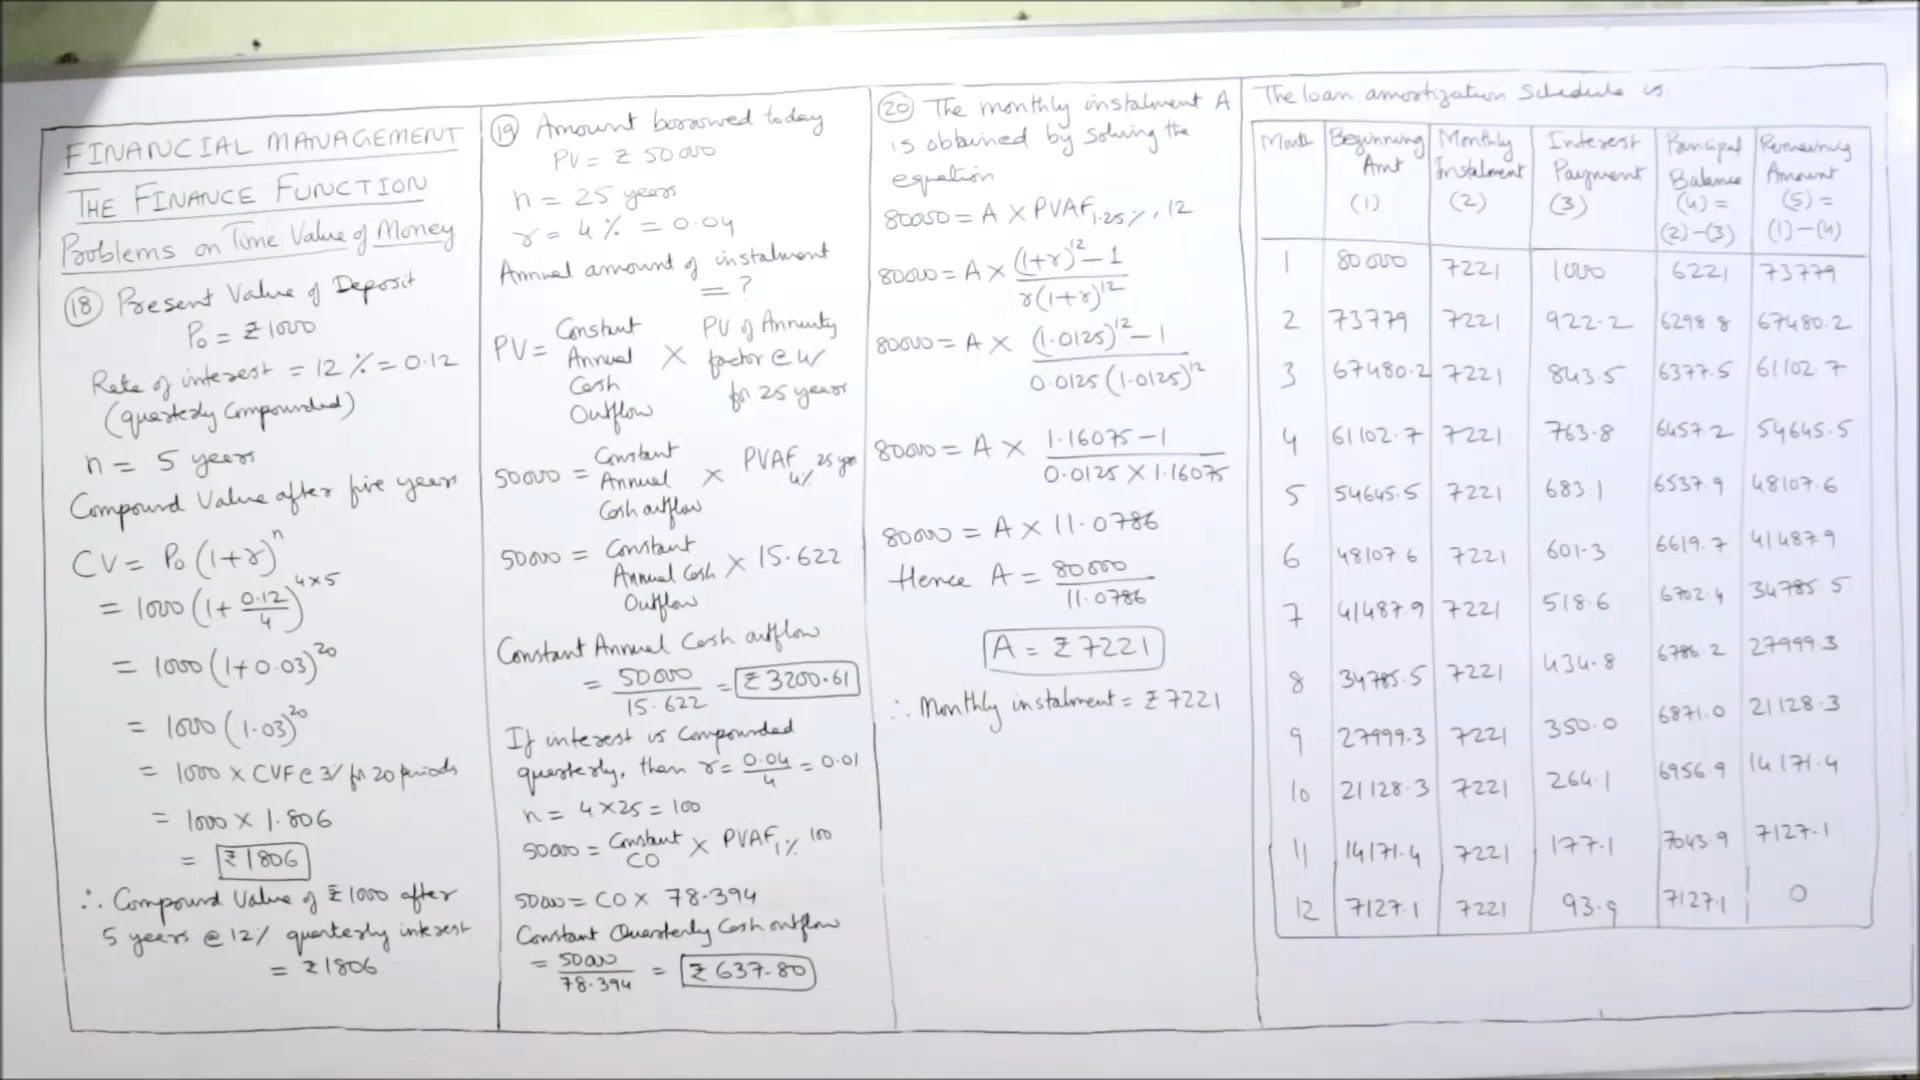 FINANCIAL MANAGEMENT
THE FINANCE FUNCTION
Problems on Time Value of Money
(18) Present Value of Deposit
P₀ = ₹1000
Rate of interest = 12% = 0.12
(quarterly Compounded)
n = 5 years
Compound Value after five years
CV = P₀ (1+r)ⁿ
= 1000 (1 + 0.12/4)^4×5
= 1000 (1+0.03)^20
= 1000 (1.03)^20
= 1000 × CVF @ 3% for 20 periods
= 1000 × 1.806
= ₹1806
∴ Compound Value of ₹1000 after
5 years @ 12% quarterly interest
= ₹1806
(19) Amount borrowed today
PV = ₹ 50000
n = 25 years
r = 4% = 0.04
Annual amount of instalment
= ?
PV = Constant Annual Cash Outflow × PV of Annuity factor @ 4% for 25 years
50000 = Constant Annual Cash outflow × PVAF 4% 25 yrs
50000 = Constant Annual Cash Outflow × 15.622
Constant Annual Cash outflow
= 50000/15.622 = ₹3200.61
If interest is Compounded
quarterly, then r = 0.04/4 = 0.01
n = 4×25 = 100
50000 = Constant CO × PVAF 1% 100
50000 = CO × 78.394
Constant Quarterly Cash outflow
= 50000/78.394 = ₹637.80
(20) The monthly instalment A
is obtained by solving the
equation
80000 = A × PVAF 1.25%, 12
80000 = A × (1+r)^12 − 1 / r(1+r)^12
80000 = A × (1.0125)^12 − 1 / 0.0125 (1.0125)^12
80000 = A × 1.16075 − 1 / 0.0125 × 1.16075
80000 = A × 11.0786
Hence A = 80000/11.0786
A = ₹7221
∴ Monthly instalment = ₹7221
The loan amortization Schedule is
Month | Beginning Amt (1) | Monthly Instalment (2) | Interest Payment (3) | Principal Balance (4) = (2)−(3) | Remaining Amount (5) = (1)−(4)
1 | 80000 | 7221 | 1000 | 6221 | 73779
2 | 73779 | 7221 | 922.2 | 6298.8 | 67480.2
3 | 67480.2 | 7221 | 843.5 | 6377.5 | 61102.7
4 | 61102.7 | 7221 | 763.8 | 6457.2 | 54645.5
5 | 54645.5 | 7221 | 683.1 | 6537.9 | 48107.6
6 | 48107.6 | 7221 | 601.3 | 6619.7 | 41487.9
7 | 41487.9 | 7221 | 518.6 | 6702.4 | 34785.5
8 | 34785.5 | 7221 | 434.8 | 6786.2 | 27999.3
9 | 27999.3 | 7221 | 350.0 | 6871.0 | 21128.3
10 | 21128.3 | 7221 | 264.1 | 6956.9 | 14171.4
11 | 14171.4 | 7221 | 177.1 | 7043.9 | 7127.1
12 | 7127.1 | 7221 | 93.9 | 7127.1 | 0